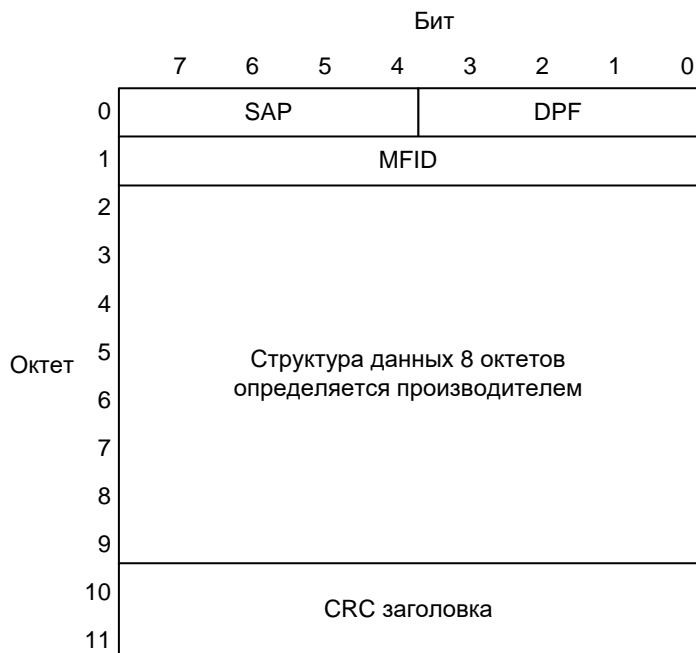 Бит
7 6 5 4 3 2 1 0
0 SAP DPF
1 MFID
2
3
4
Октет 5 Структура данных 8 октетов
6 определяется производителем
7
8
9
10
CRC заголовка
11